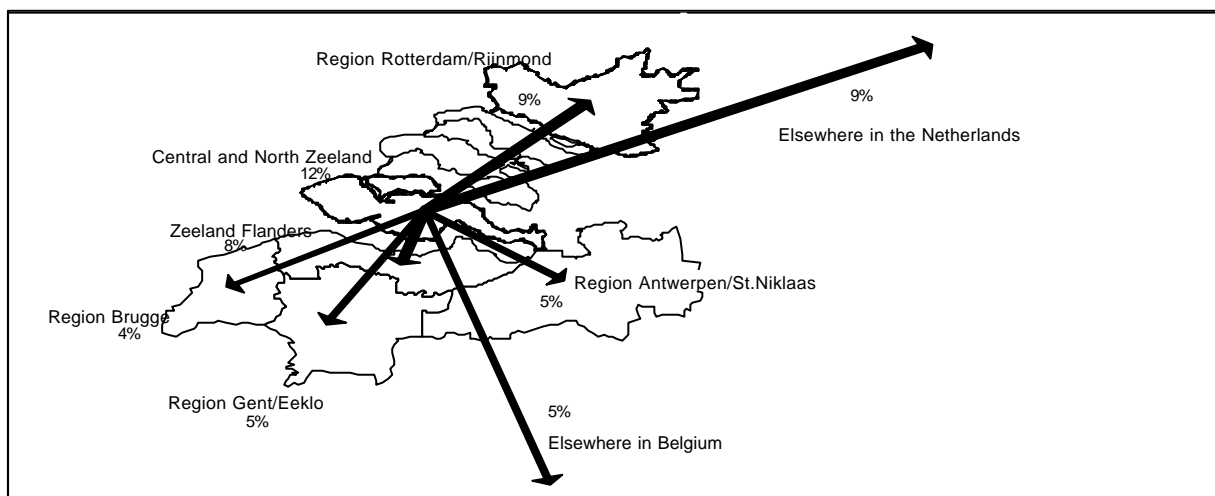 Region Rotterdam/Rijnmond
9%
9%
Elsewhere in the Netherlands
Central and North Zeeland
12%
Zeeland Flanders
8%
Region Antwerpen/St.Niklaas
5%
Region Brugge
4%
Region Gent/Eeklo
5%
5%
Elsewhere in Belgium